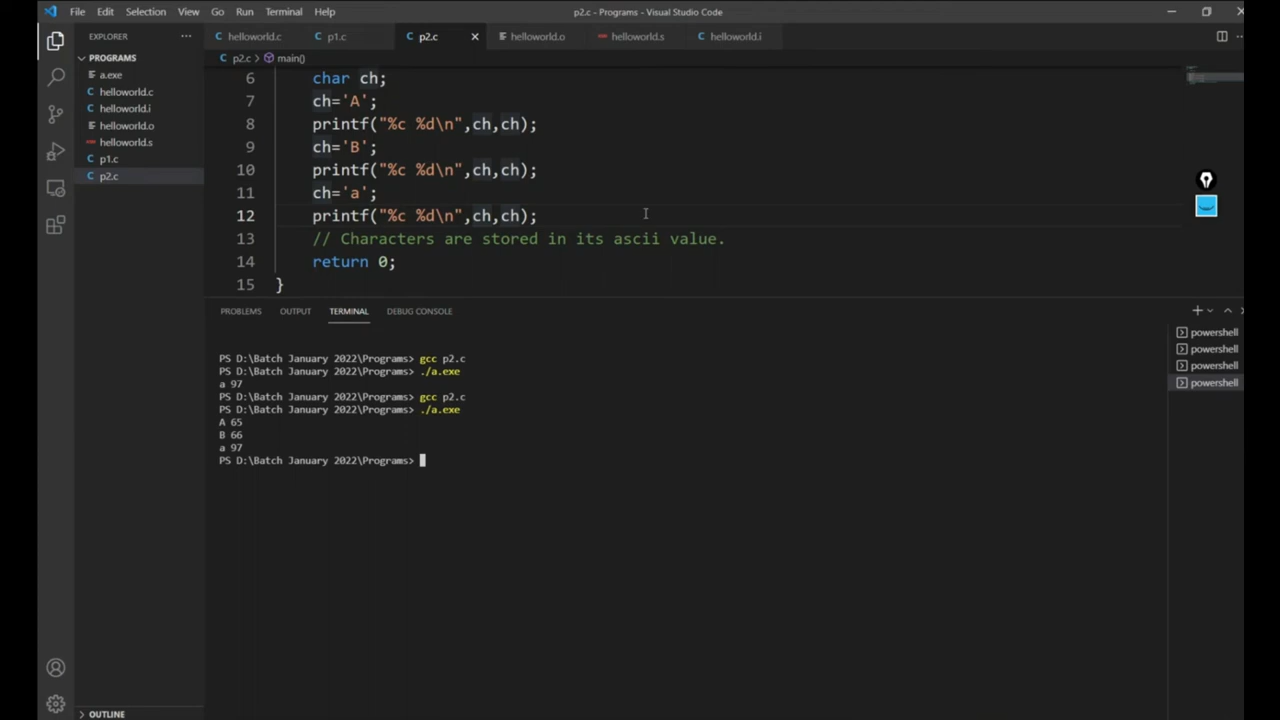 File Edit Selection View Go Run Terminal Help p2.c - Programs - Visual Studio Code
EXPLORER ... helloworld.c p1.c p2.c helloworld.o helloworld.s helloworld.i
PROGRAMS
p2.c > main()
a.exe
helloworld.c
helloworld.i
helloworld.o
helloworld.s
p1.c
p2.c
6 char ch;
7 ch='A';
8 printf("%c %d\n",ch,ch);
9 ch='B';
10 printf("%c %d\n",ch,ch);
11 ch='a';
12 printf("%c %d\n",ch,ch);
13 // Characters are stored in its ascii value.
14 return 0;
15 }
PROBLEMS OUTPUT TERMINAL DEBUG CONSOLE
PS D:\Batch January 2022\Programs> gcc p2.c
PS D:\Batch January 2022\Programs> ./a.exe
a 97
PS D:\Batch January 2022\Programs> gcc p2.c
PS D:\Batch January 2022\Programs> ./a.exe
A 65
B 66
a 97
PS D:\Batch January 2022\Programs>
powershell
powershell
powershell
powershell
OUTLINE